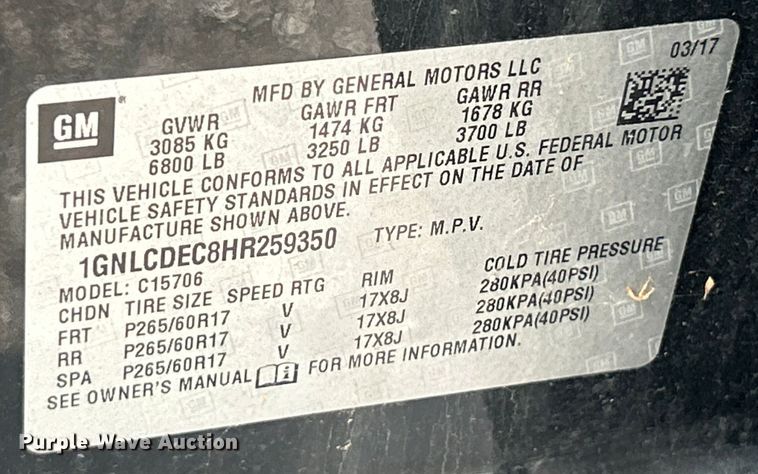 03/17
MFD BY GENERAL MOTORS LLC
GM GVWR GAWR FRT GAWR RR
3085 KG 1474 KG 1678 KG
6800 LB 3250 LB 3700 LB
THIS VEHICLE CONFORMS TO ALL APPLICABLE U.S. FEDERAL MOTOR
VEHICLE SAFETY STANDARDS IN EFFECT ON THE DATE OF
MANUFACTURE SHOWN ABOVE.
1GNLCDEC8HR259350 TYPE: M.P.V.
MODEL: C15706
CHDN TIRE SIZE SPEED RTG RIM COLD TIRE PRESSURE
FRT P265/60R17 V 17X8J 280KPA(40PSI)
RR P265/60R17 V 17X8J 280KPA(40PSI)
SPA P265/60R17 V 17X8J 280KPA(40PSI)
SEE OWNER'S MANUAL FOR MORE INFORMATION.
Purple Wave Auction